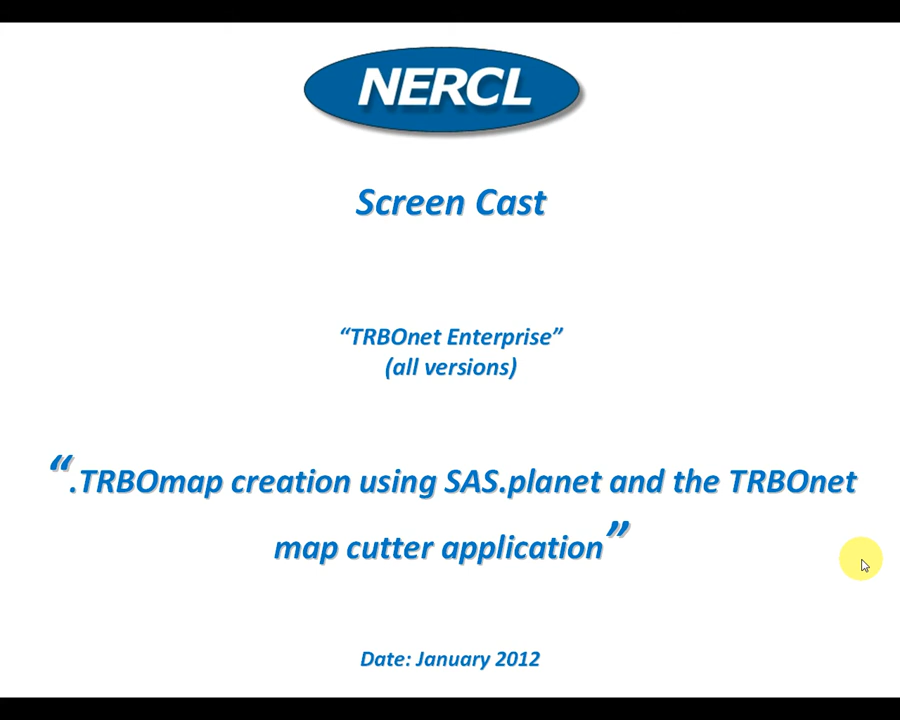 NERCL
Screen Cast
“TRBOnet Enterprise”
(all versions)
“.TRBOmap creation using SAS.planet and the TRBOnet
map cutter application”
Date: January 2012